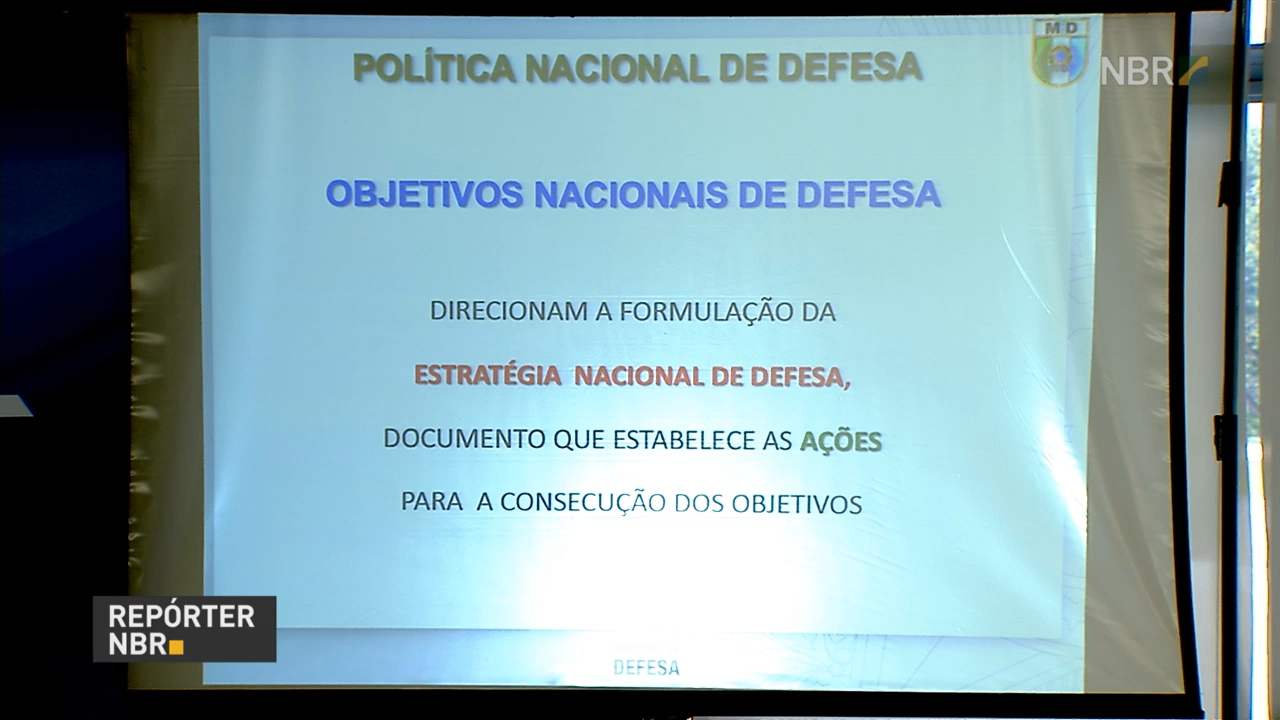 POLÍTICA NACIONAL DE DEFESA
MD
NBR
OBJETIVOS NACIONAIS DE DEFESA
DIRECIONAM A FORMULAÇÃO DA
ESTRATÉGIA NACIONAL DE DEFESA,
DOCUMENTO QUE ESTABELECE AS AÇÕES
PARA A CONSECUÇÃO DOS OBJETIVOS
REPÓRTER
NBR
DEFESA